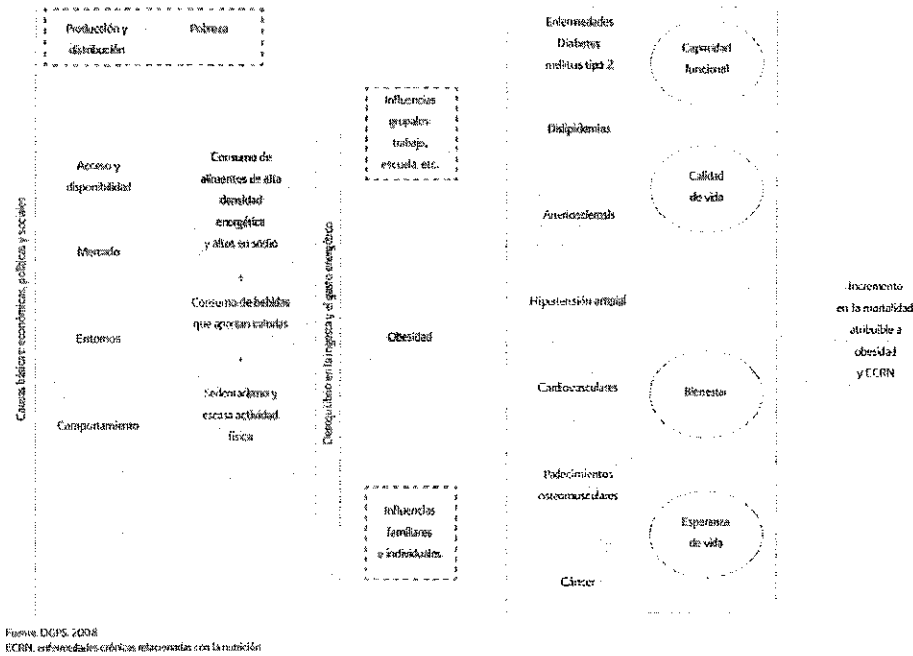 Causas básicas: económicas, políticas y sociales
Producción y
distribución
Pobreza
Acceso y
disponibilidad
Mercado
Entornos
Comportamiento
Consumo de
alimentos de alta
densidad
energética
y altos en sodio
+
Consumo de bebidas
que aportan calorías
+
Sedentarismo y
escasa actividad
física
Desequilibrio en la ingesta y el gasto energético
Influencias
grupales:
trabajo,
escuela, etc.
Obesidad
Influencias
familiares
e individuales
Enfermedades
Diabetes
mellitus tipo 2
Dislipidemias
Arteriosclerosis
Hipertensión arterial
Cardiovasculares
Padecimientos
osteomusculares
Cáncer
Capacidad
funcional
Calidad
de vida
Bienestar
Esperanza
de vida
Incremento
en la mortalidad
atribuible a
obesidad
y ECRN
Fuente: DGPS, 2008
ECRN, enfermedades crónicas relacionadas con la nutrición